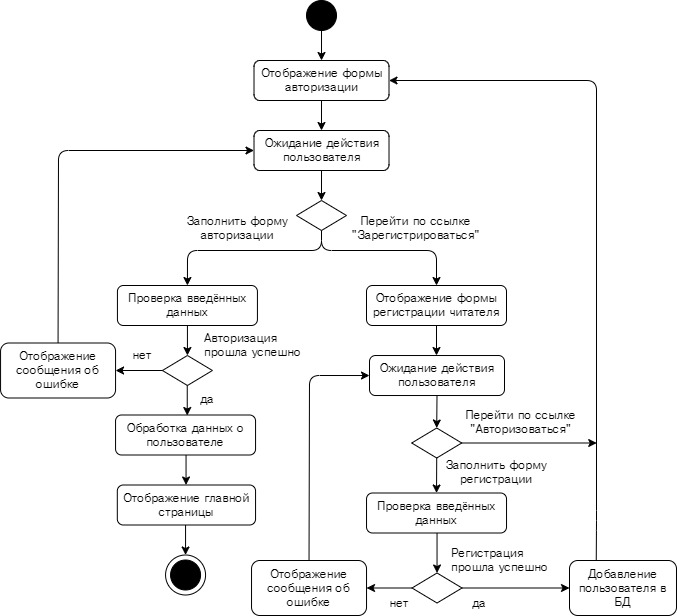 Отображение формы
авторизации
Ожидание действия
пользователя
Заполнить форму
авторизации
Перейти по ссылке
"Зарегистрироваться"
Проверка введённых
данных
Отображение формы
регистрации читателя
Авторизация
прошла успешно
нет
Отображение
сообщения об
ошибке
да
Ожидание действия
пользователя
Обработка данных о
пользователе
Перейти по ссылке
"Авторизоваться"
Заполнить форму
регистрации
Отображение главной
страницы
Проверка введённых
данных
Регистрация
прошла успешно
Отображение
сообщения об
ошибке
нет
да
Добавление
пользователя в
БД